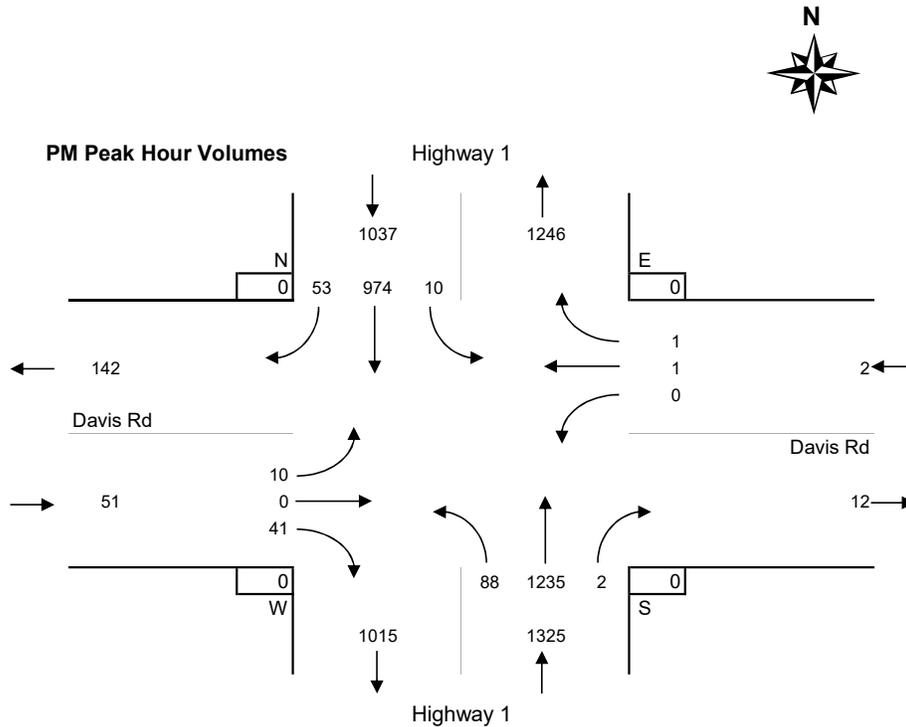 N
PM Peak Hour Volumes Highway 1
1037 1246
N E
0 53 974 10 0
1
142 1 2
0
Davis Rd
Davis Rd
10
51 0 12
41
0 88 1235 2 0
W S
1015 1325
Highway 1